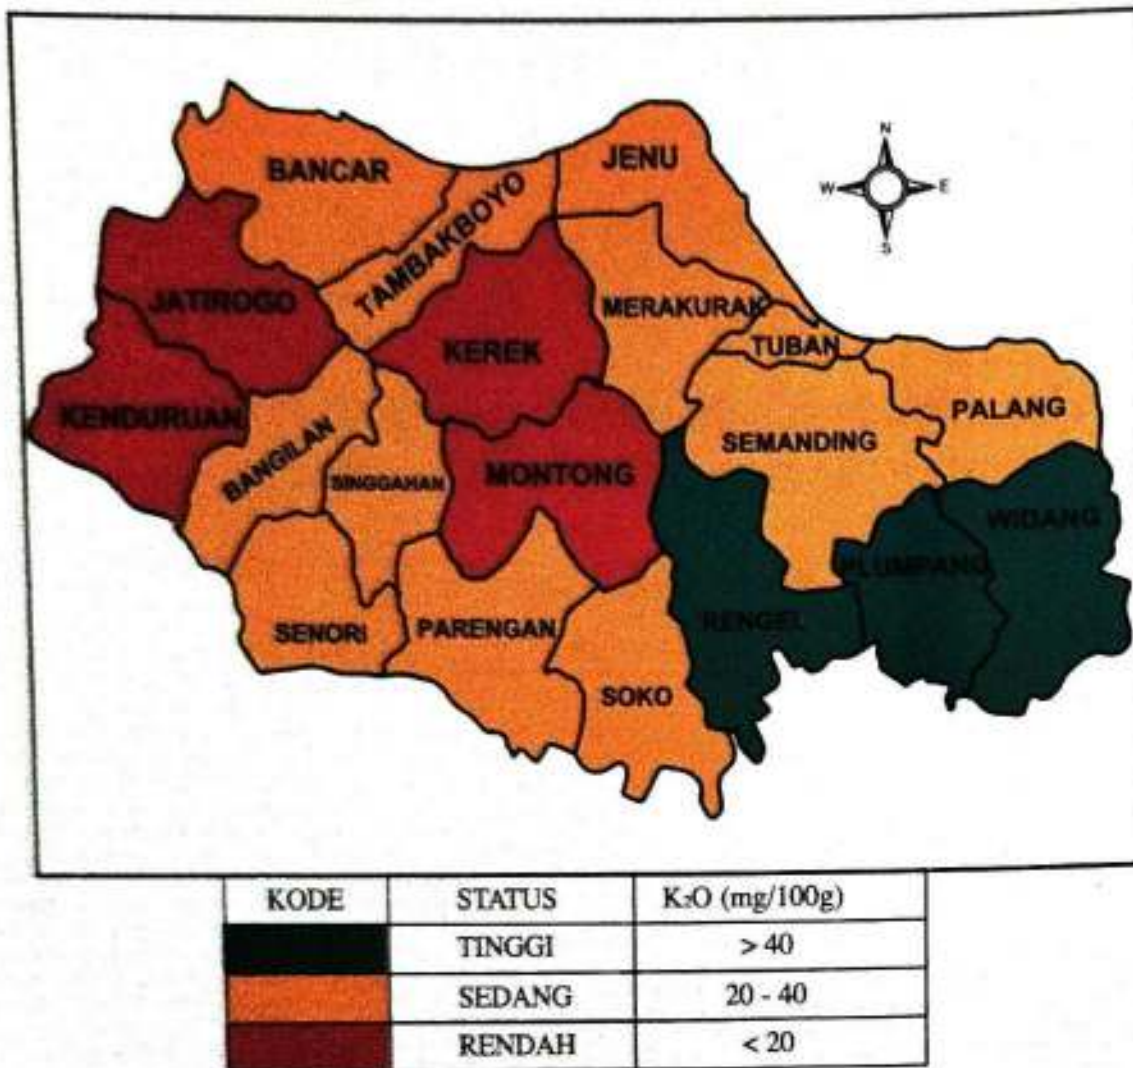 N
W E
S
BANCAR
JENU
TAMBAKBOYO
JATIROGO
MERAKURAK
KEREK
TUBAN
KENDURUAN
PALANG
BANGILAN
SEMANDING
SINGGAHAN
MONTONG
WIDANG
PLUMPANG
RENGEL
SENORI
PARENGAN
SOKO
KODE STATUS K₂O (mg/100g)
TINGGI > 40
SEDANG 20 - 40
RENDAH < 20